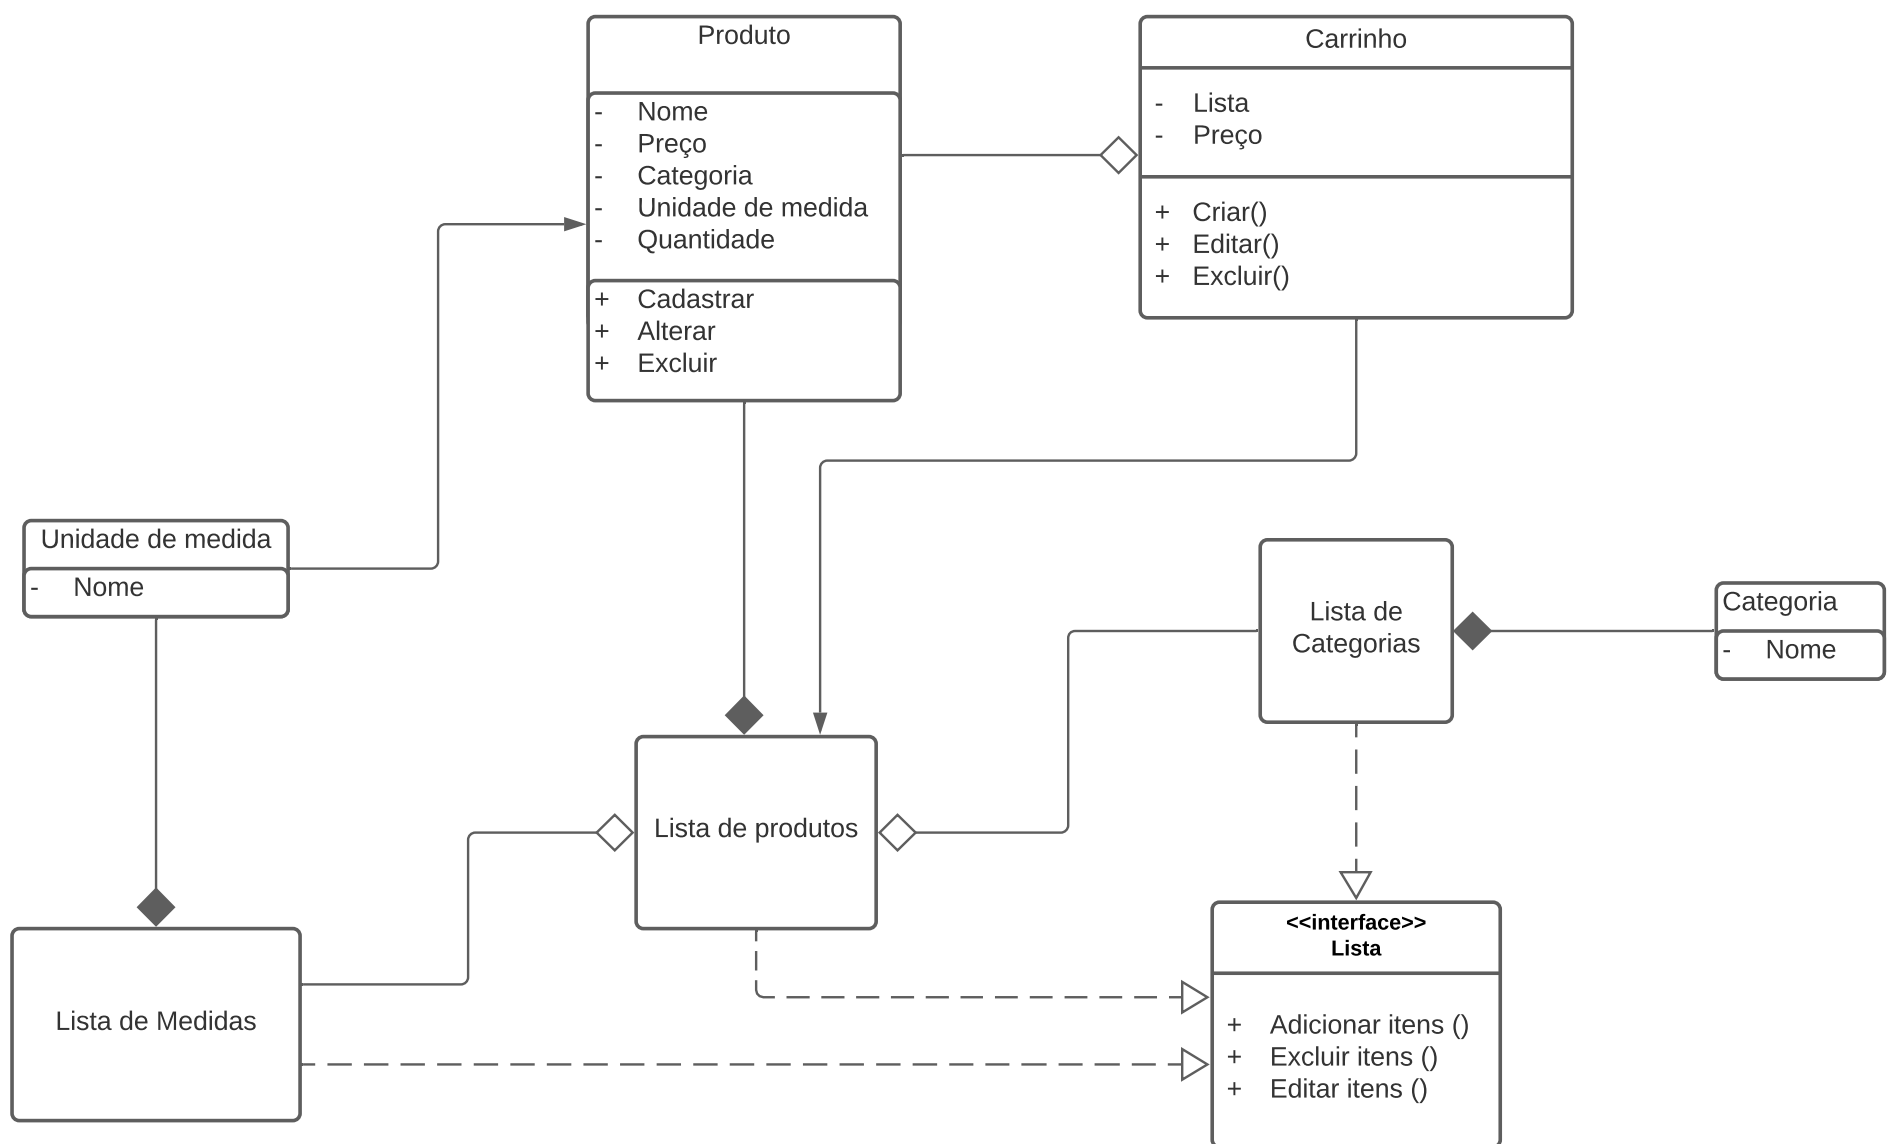 Produto
- Nome
- Preço
- Categoria
- Unidade de medida
- Quantidade
+ Cadastrar
+ Alterar
+ Excluir
Carrinho
- Lista
- Preço
+ Criar()
+ Editar()
+ Excluir()
Unidade de medida
- Nome
Lista de
Categorias
Categoria
- Nome
Lista de produtos
Lista de Medidas
<<interface>>
Lista
+ Adicionar itens ()
+ Excluir itens ()
+ Editar itens ()